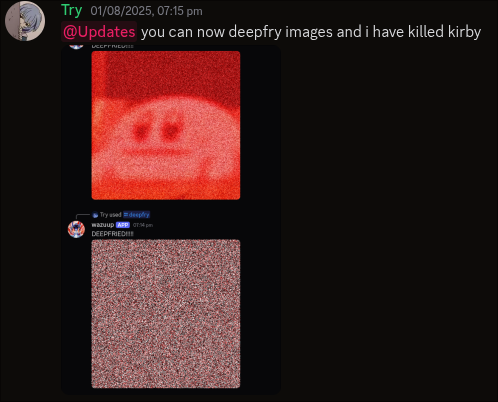 Try 01/08/2025, 07:15 pm
@Updates you can now deepfry images and i have killed kirby
DEEPFRIED!!!!
Try used deepfry
wazuup APP 07:14 pm
DEEPFRIED!!!!